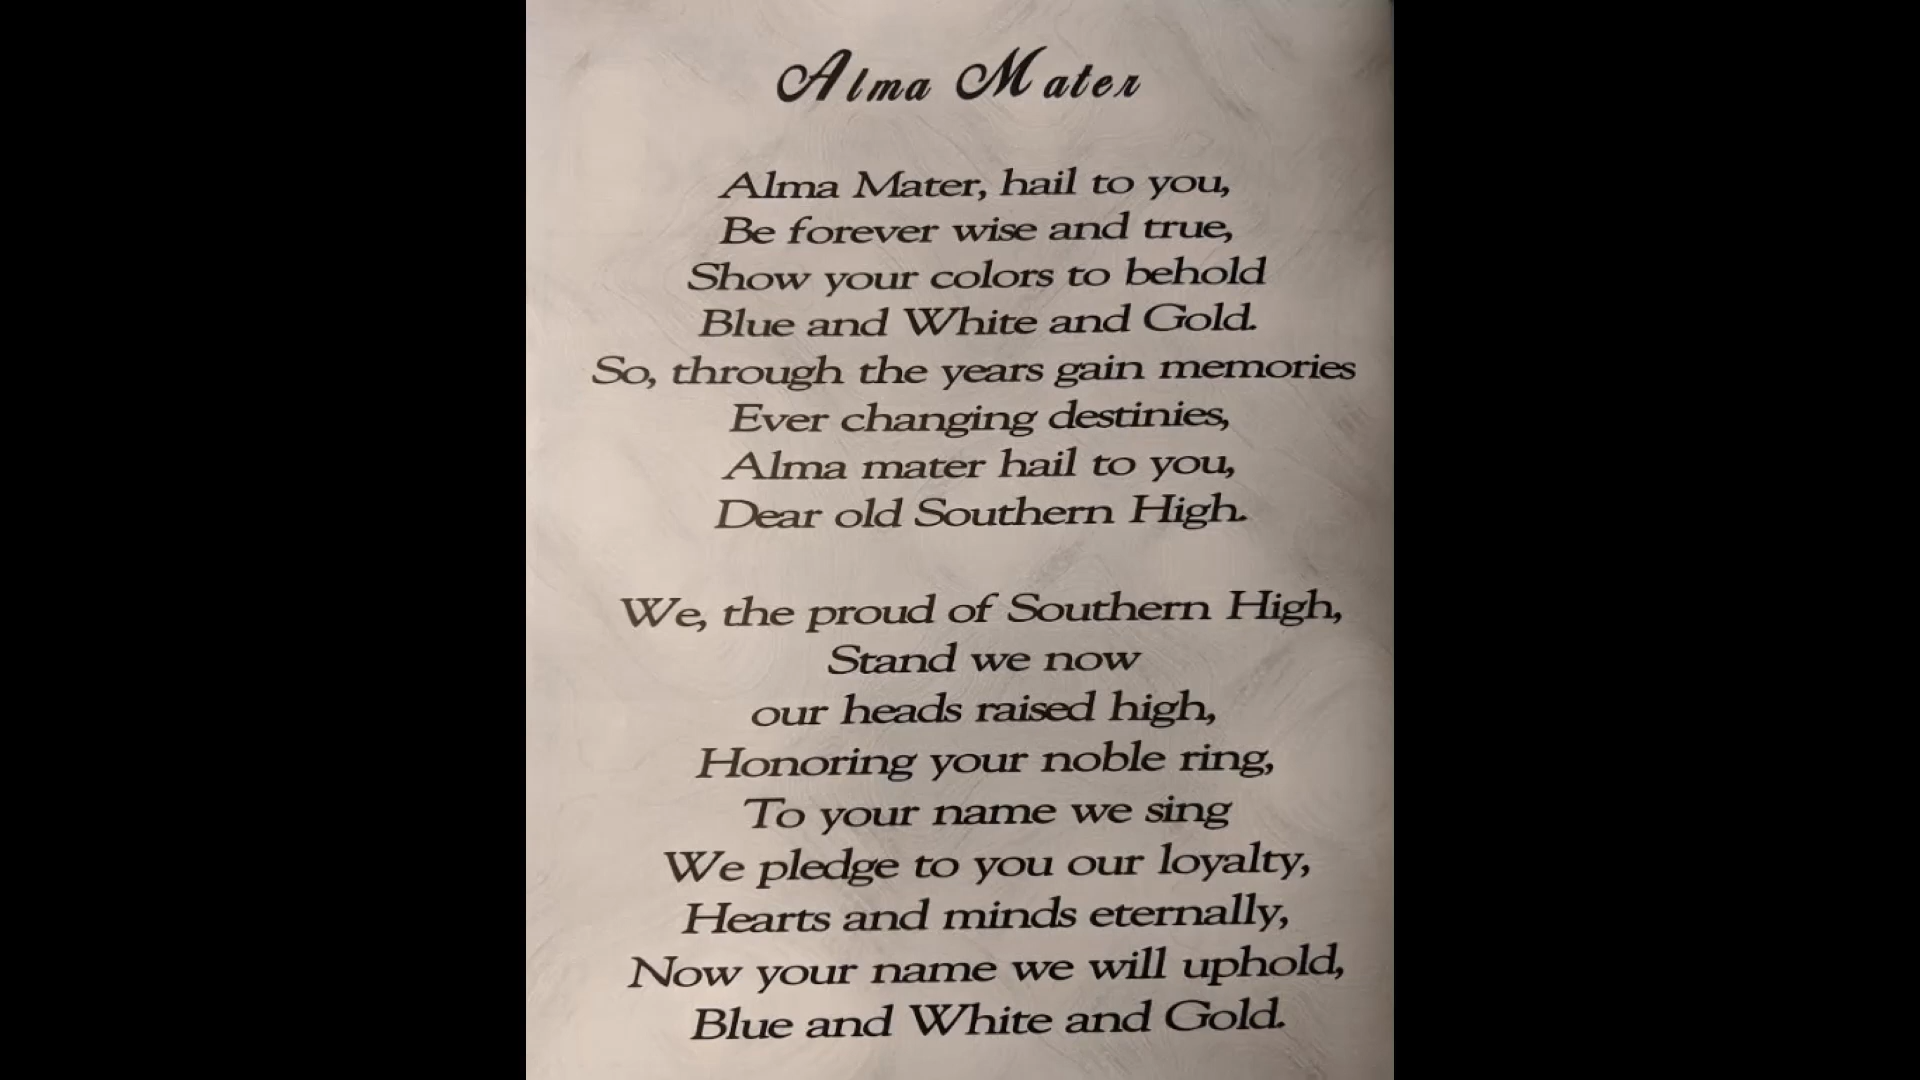 Alma Mater
Alma Mater, hail to you,
Be forever wise and true,
Show your colors to behold
Blue and White and Gold.
So, through the years gain memories
Ever changing destinies,
Alma mater hail to you,
Dear old Southern High.
We, the proud of Southern High,
Stand we now
our heads raised high,
Honoring your noble ring,
To your name we sing
We pledge to you our loyalty,
Hearts and minds eternally,
Now your name we will uphold,
Blue and White and Gold.